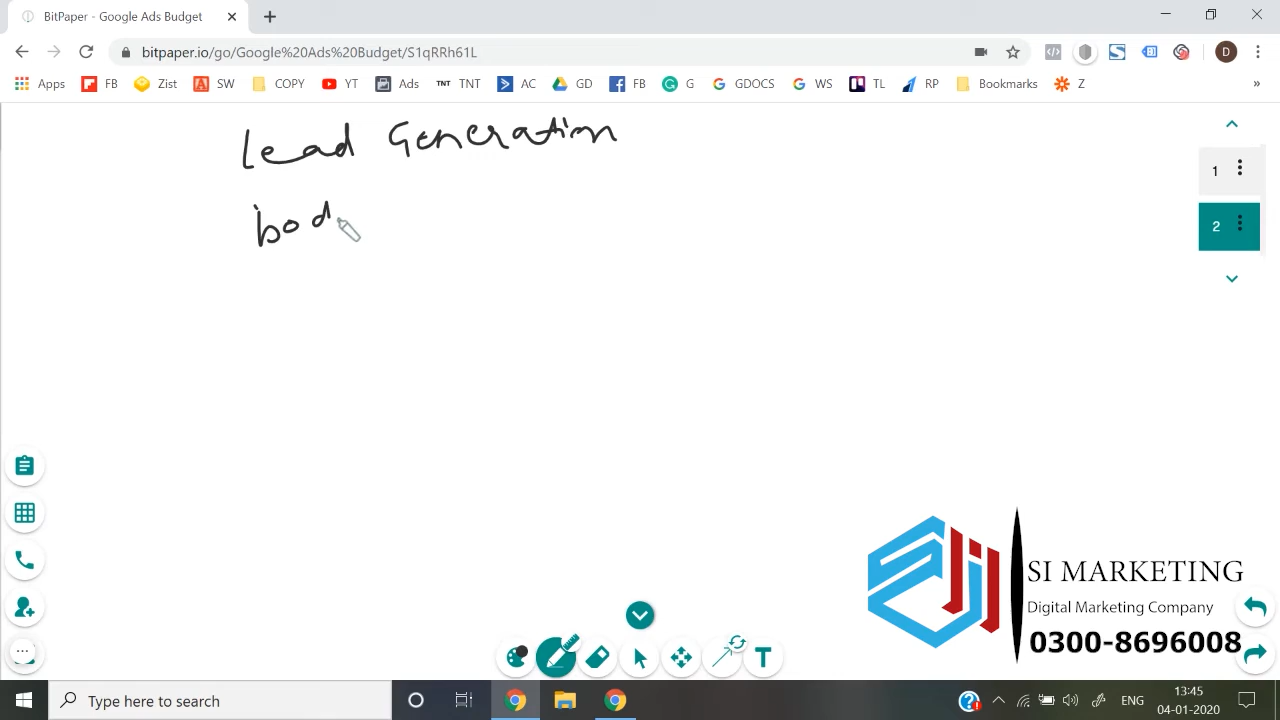 BitPaper - Google Ads Budget
bitpaper.io/go/Google%20Ads%20Budget/S1qRRh61L
D
Apps FB Zist SW COPY YT Ads TNT TNT AC GD FB G GDOCS WS TL RP Bookmarks Z »
Lead Generation
bod
1
2
SI MARKETING
Digital Marketing Company
0300-8696008
T
Type here to search
ENG
13:45
04-01-2020